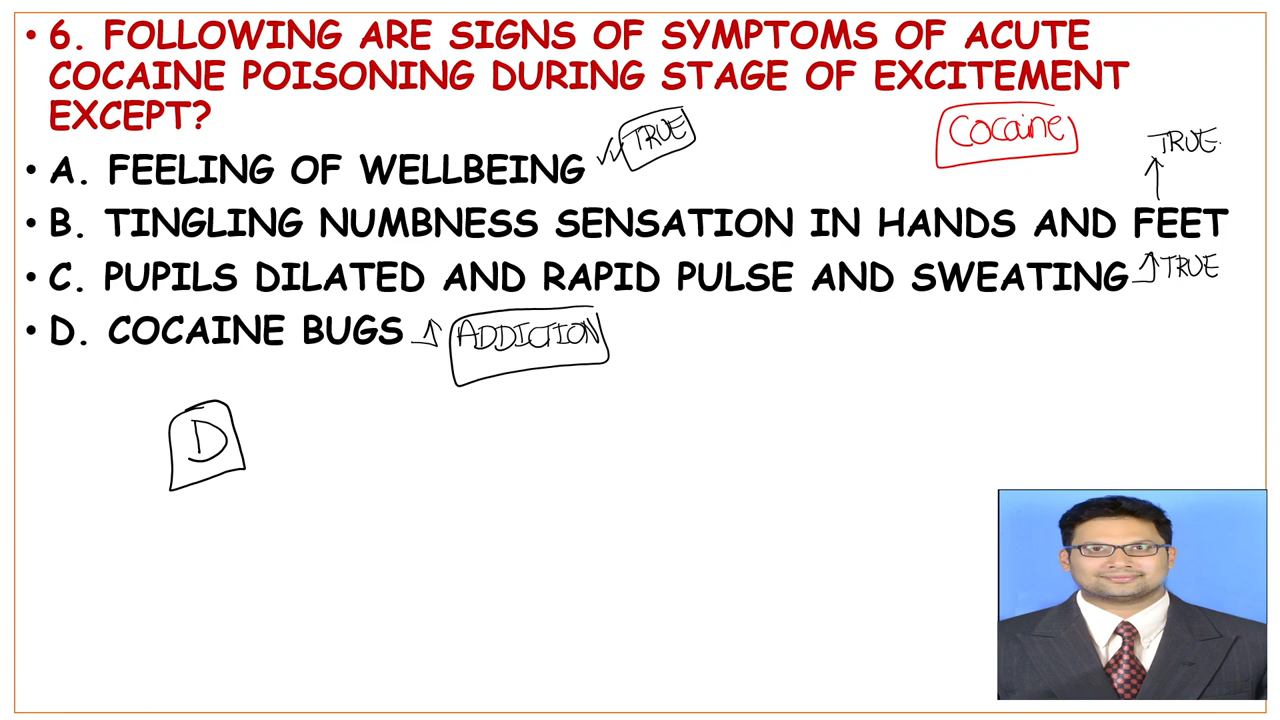 • 6. FOLLOWING ARE SIGNS OF SYMPTOMS OF ACUTE
COCAINE POISONING DURING STAGE OF EXCITEMENT
EXCEPT?
TRUE
Cocaine
TRUE.
• A. FEELING OF WELLBEING
• B. TINGLING NUMBNESS SENSATION IN HANDS AND FEET
• C. PUPILS DILATED AND RAPID PULSE AND SWEATING TRUE
• D. COCAINE BUGS ADDICTION
D